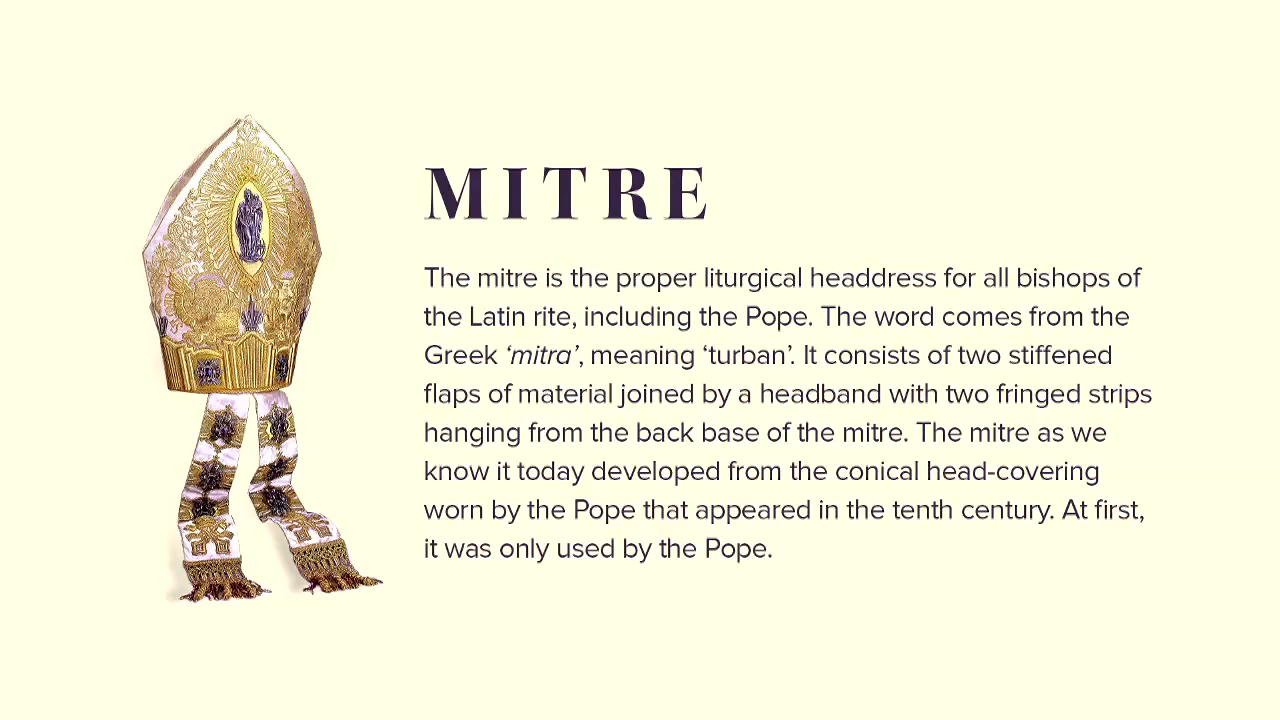 MITRE
The mitre is the proper liturgical headdress for all bishops of
the Latin rite, including the Pope. The word comes from the
Greek ‘mitra’, meaning ‘turban’. It consists of two stiffened
flaps of material joined by a headband with two fringed strips
hanging from the back base of the mitre. The mitre as we
know it today developed from the conical head-covering
worn by the Pope that appeared in the tenth century. At first,
it was only used by the Pope.